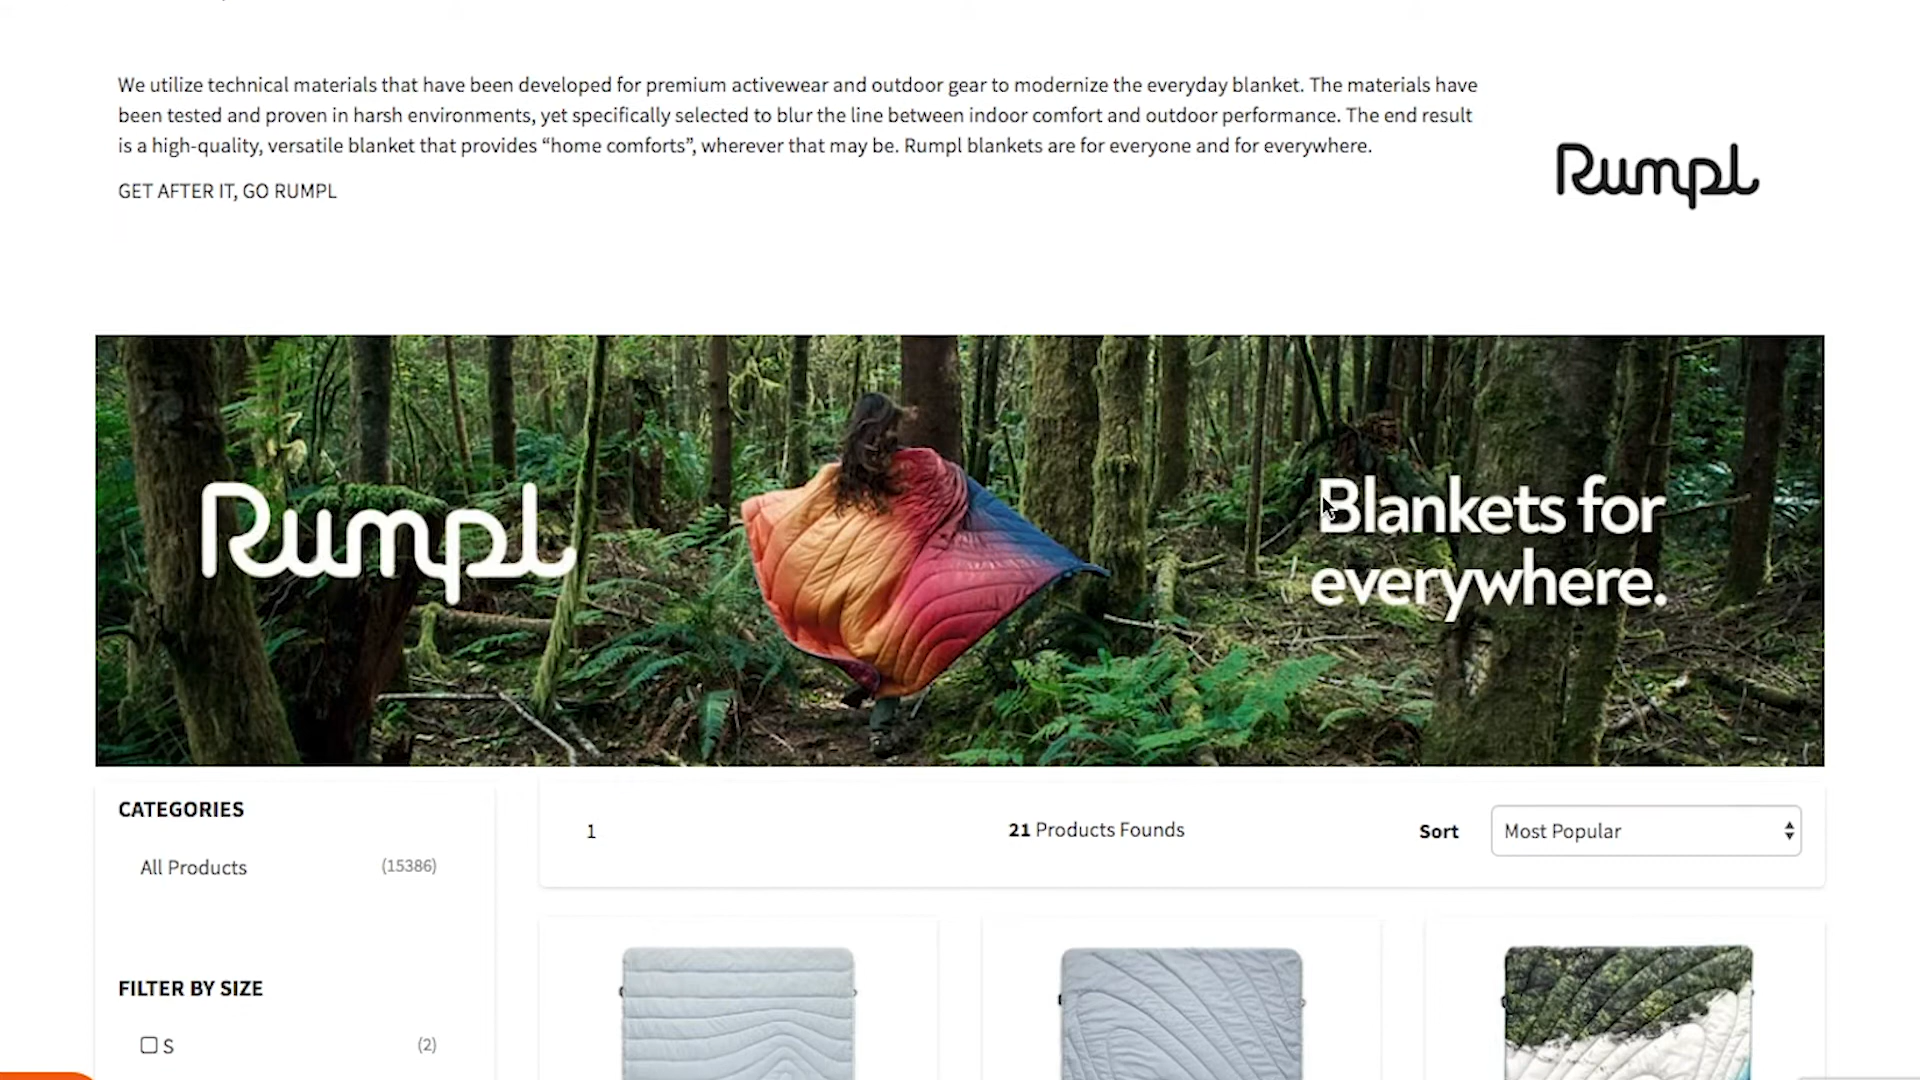 We utilize technical materials that have been developed for premium activewear and outdoor gear to modernize the everyday blanket. The materials have
been tested and proven in harsh environments, yet specifically selected to blur the line between indoor comfort and outdoor performance. The end result
is a high-quality, versatile blanket that provides “home comforts”, wherever that may be. Rumpl blankets are for everyone and for everywhere.
GET AFTER IT, GO RUMPL
Rumpl
Rumpl
Blankets for
everywhere.
CATEGORIES
All Products (15386)
FILTER BY SIZE
S (2)
1
21 Products Founds
Sort
Most Popular